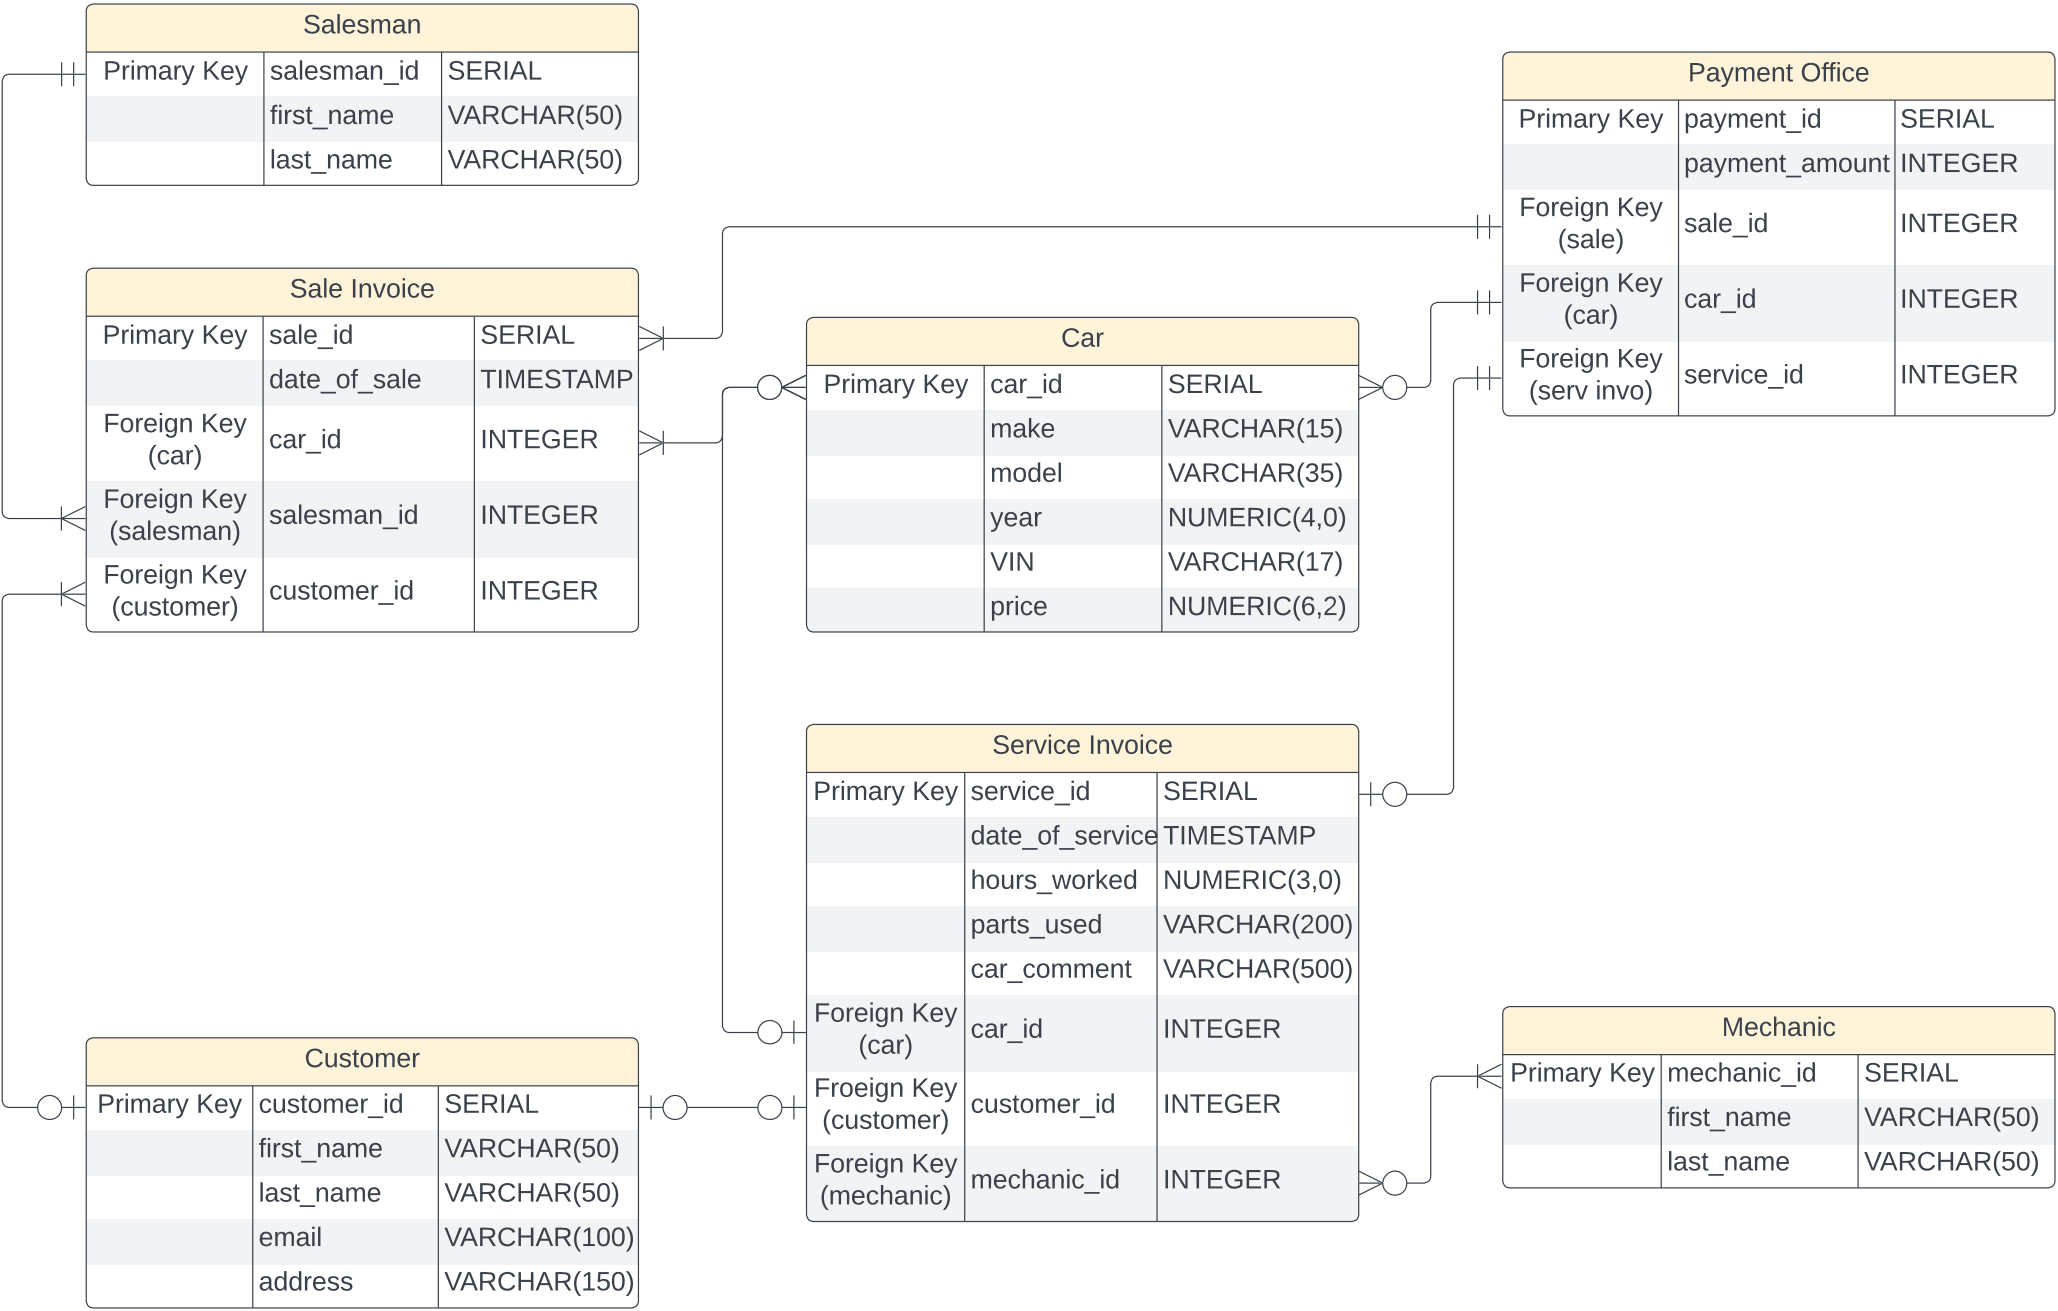 Salesman
Primary Key salesman_id SERIAL
first_name VARCHAR(50)
last_name VARCHAR(50)
Payment Office
Primary Key payment_id SERIAL
payment_amount INTEGER
Foreign Key
(sale) sale_id INTEGER
Foreign Key
(car) car_id INTEGER
Foreign Key
(serv invo) service_id INTEGER
Sale Invoice
Primary Key sale_id SERIAL
date_of_sale TIMESTAMP
Foreign Key
(car) car_id INTEGER
Foreign Key
(salesman) salesman_id INTEGER
Foreign Key
(customer) customer_id INTEGER
Car
Primary Key car_id SERIAL
make VARCHAR(15)
model VARCHAR(35)
year NUMERIC(4,0)
VIN VARCHAR(17)
price NUMERIC(6,2)
Service Invoice
Primary Key service_id SERIAL
date_of_service TIMESTAMP
hours_worked NUMERIC(3,0)
parts_used VARCHAR(200)
car_comment VARCHAR(500)
Foreign Key
(car) car_id INTEGER
Froeign Key
(customer) customer_id INTEGER
Foreign Key
(mechanic) mechanic_id INTEGER
Customer
Primary Key customer_id SERIAL
first_name VARCHAR(50)
last_name VARCHAR(50)
email VARCHAR(100)
address VARCHAR(150)
Mechanic
Primary Key mechanic_id SERIAL
first_name VARCHAR(50)
last_name VARCHAR(50)